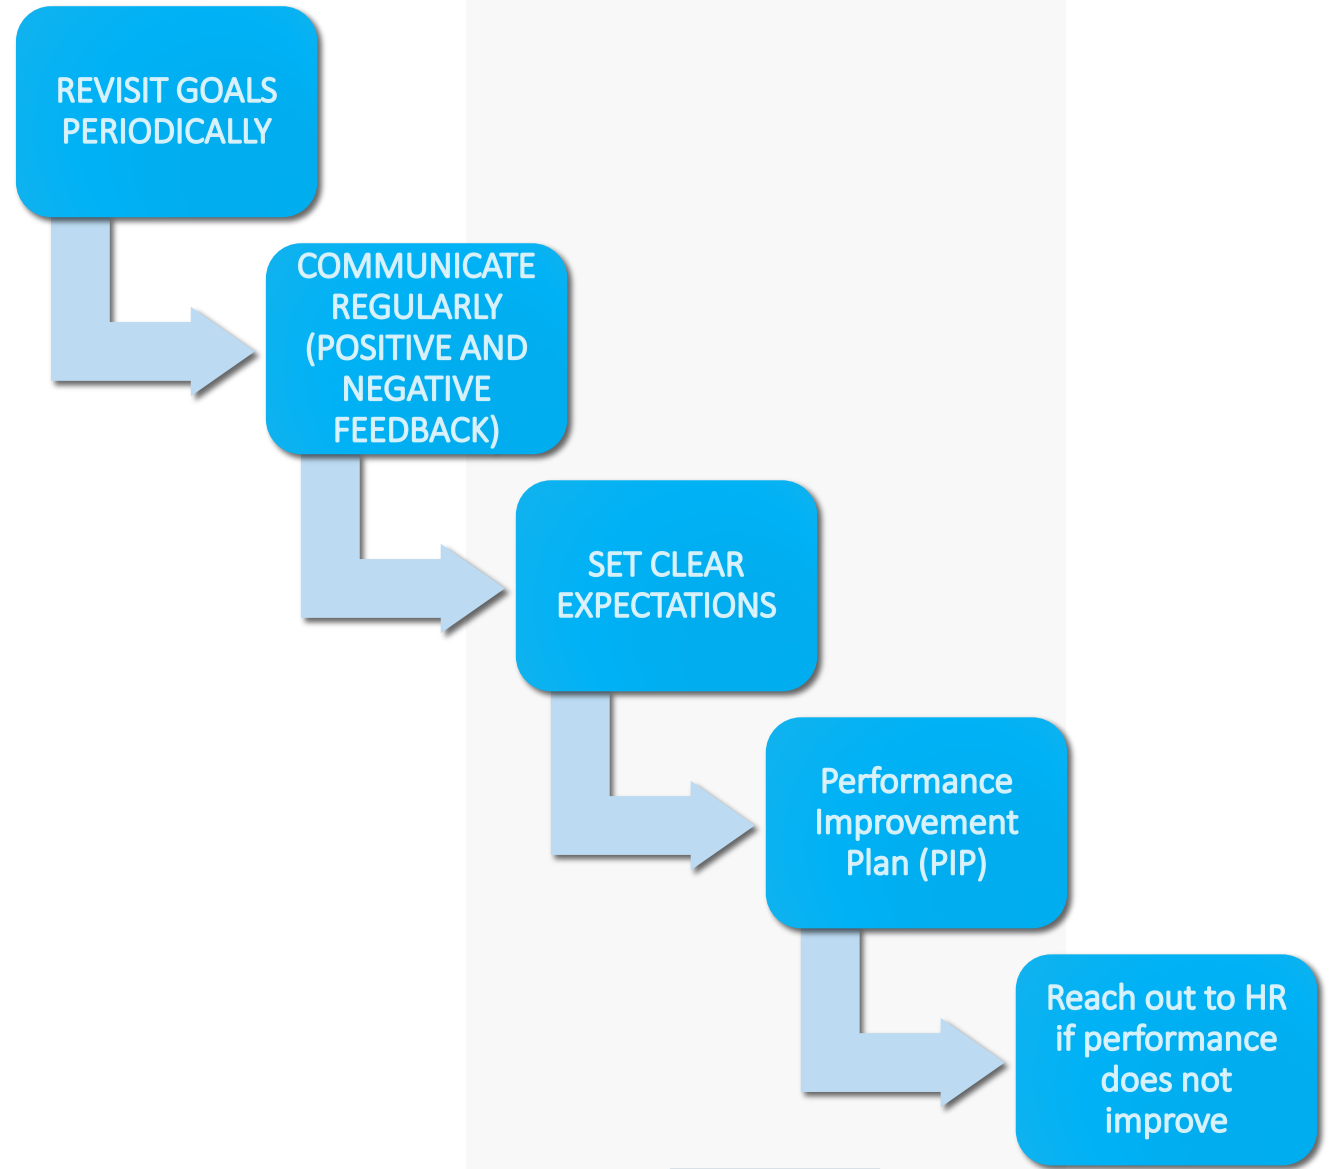 REVISIT GOALS
PERIODICALLY
COMMUNICATE
REGULARLY
(POSITIVE AND
NEGATIVE
FEEDBACK)
SET CLEAR
EXPECTATIONS
Performance
Improvement
Plan (PIP)
Reach out to HR
if performance
does not
improve